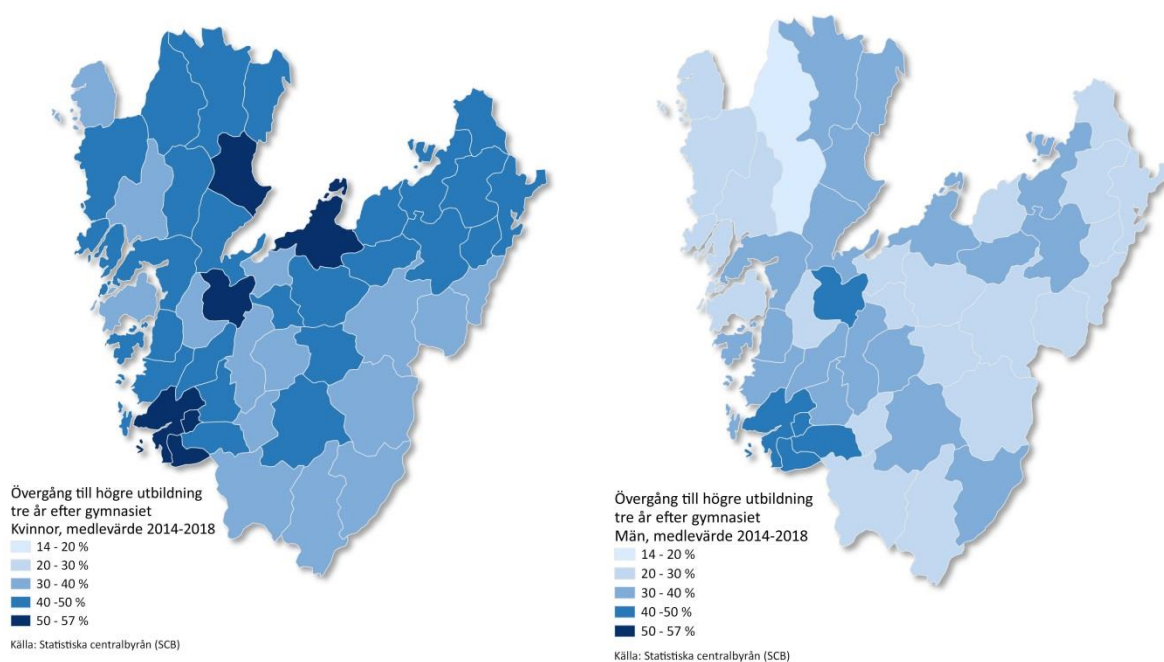 Övergång till högre utbildning
tre år efter gymnasiet
Kvinnor, medlevärde 2014-2018
14 - 20 %
20 - 30 %
30 - 40 %
40 -50 %
50 - 57 %
Källa: Statistiska centralbyrån (SCB)
Övergång till högre utbildning
tre år efter gymnasiet
Män, medlevärde 2014-2018
14 - 20 %
20 - 30 %
30 - 40 %
40 - 50 %
50 - 57 %
Källa: Statistiska centralbyrån (SCB)